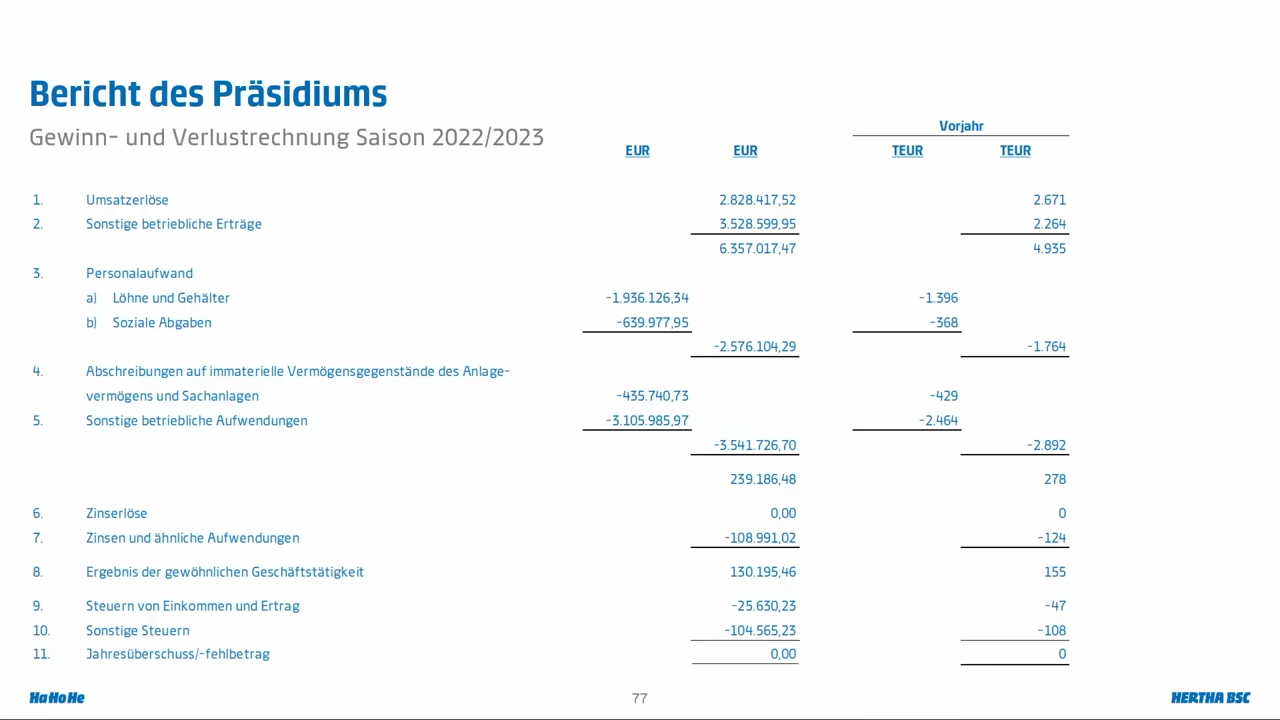 Bericht des Präsidiums
Gewinn- und Verlustrechnung Saison 2022/2023
Vorjahr
EUR EUR TEUR TEUR
1. Umsatzerlöse 2.828.417,52 2.671
2. Sonstige betriebliche Erträge 3.528.599,95 2.264
6.357.017,47 4.935
3. Personalaufwand
a) Löhne und Gehälter -1.936.126,34 -1.396
b) Soziale Abgaben -639.977,95 -368
-2.576.104,29 -1.764
4. Abschreibungen auf immaterielle Vermögensgegenstände des Anlage-
vermögens und Sachanlagen -435.740,73 -429
5. Sonstige betriebliche Aufwendungen -3.105.985,97 -2.464
-3.541.726,70 -2.892
239.186,48 278
6. Zinserlöse 0,00 0
7. Zinsen und ähnliche Aufwendungen -108.991,02 -124
8. Ergebnis der gewöhnlichen Geschäftstätigkeit 130.195,46 155
9. Steuern von Einkommen und Ertrag -25.630,23 -47
10. Sonstige Steuern -104.565,23 -108
11. Jahresüberschuss/-fehlbetrag 0,00 0
HaHoHe 77 HERTHA BSC